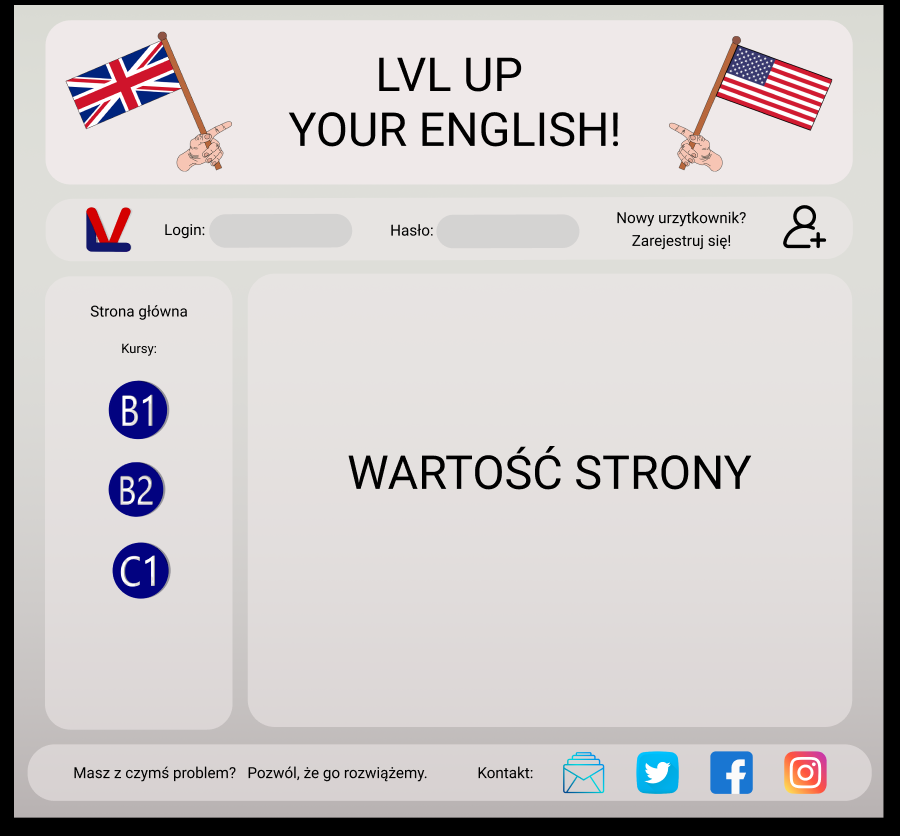 LVL UP
YOUR ENGLISH!
LV
Login:
Hasło:
Nowy urzytkownik?
Zarejestruj się!
Strona główna
Kursy:
B1
B2
C1
WARTOŚĆ STRONY
Masz z czymś problem? Pozwól, że go rozwiążemy.
Kontakt: